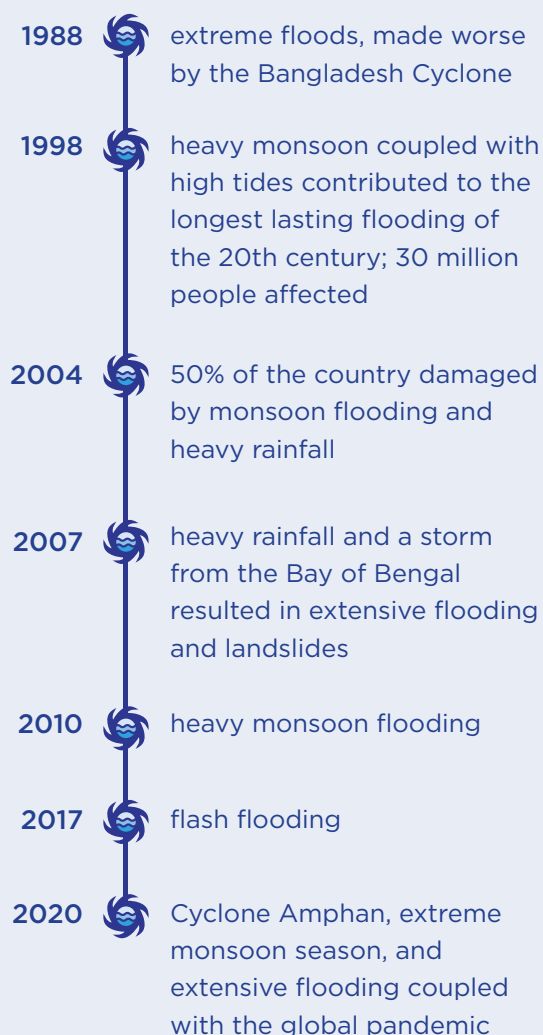 1988 extreme floods, made worse
by the Bangladesh Cyclone
1998 heavy monsoon coupled with
high tides contributed to the
longest lasting flooding of
the 20th century; 30 million
people affected
2004 50% of the country damaged
by monsoon flooding and
heavy rainfall
2007 heavy rainfall and a storm
from the Bay of Bengal
resulted in extensive flooding
and landslides
2010 heavy monsoon flooding
2017 flash flooding
2020 Cyclone Amphan, extreme
monsoon season, and
extensive flooding coupled
with the global pandemic